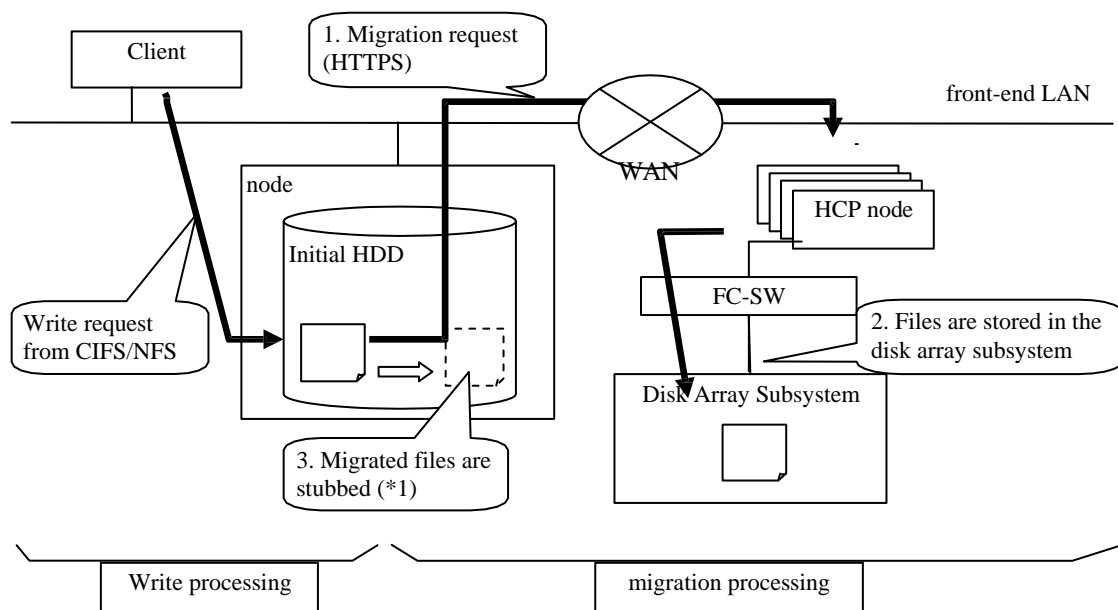 Client
1. Migration request
(HTTPS)
front-end LAN
WAN
node
HCP node
Initial HDD
FC-SW
Write request
from CIFS/NFS
2. Files are stored in the
disk array subsystem
Disk Array Subsystem
3. Migrated files are
stubbed (*1)
Write processing
migration processing